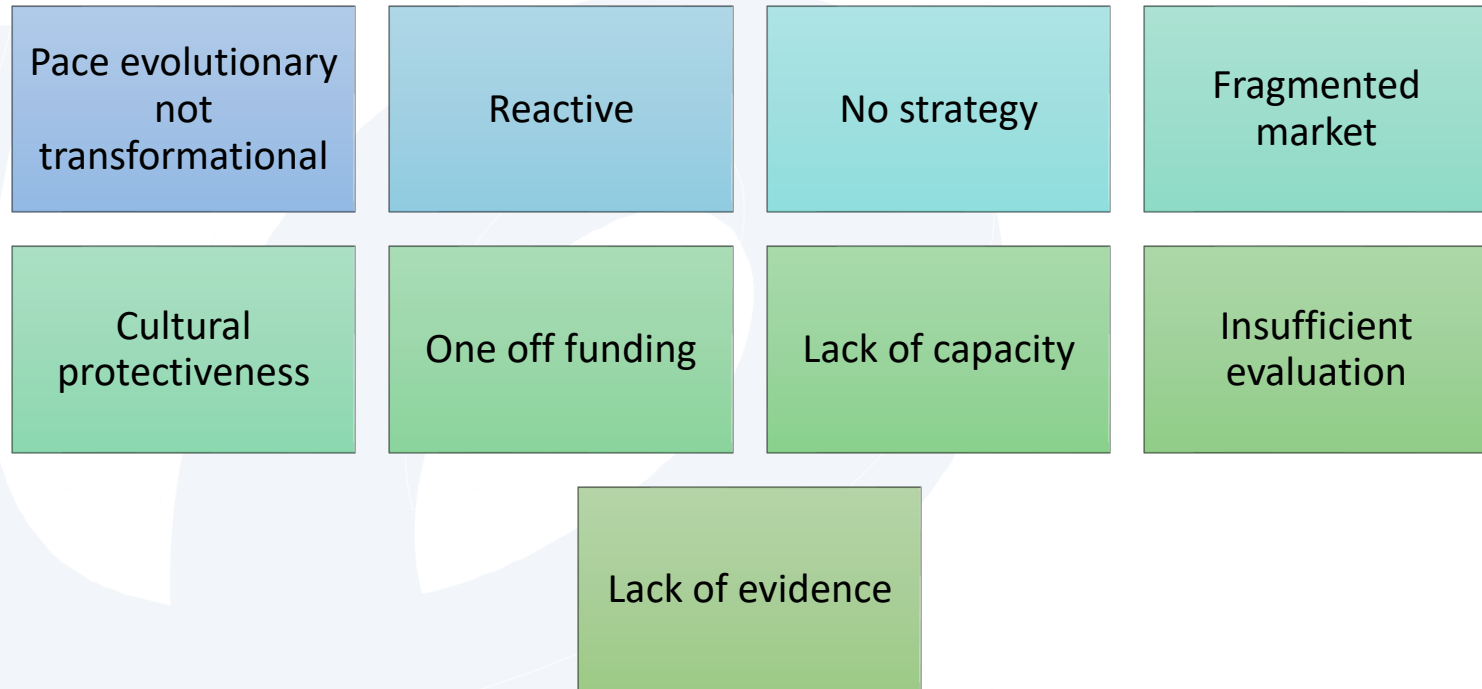 Pace evolutionary
not
transformational
Reactive
No strategy
Fragmented
market
Cultural
protectiveness
One off funding
Lack of capacity
Insufficient
evaluation
Lack of evidence